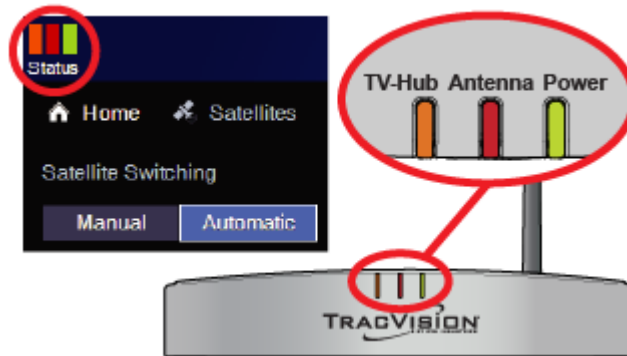 Status
Home Satellites
Satellite Switching
Manual Automatic
TV-Hub Antenna Power
TRACVISION